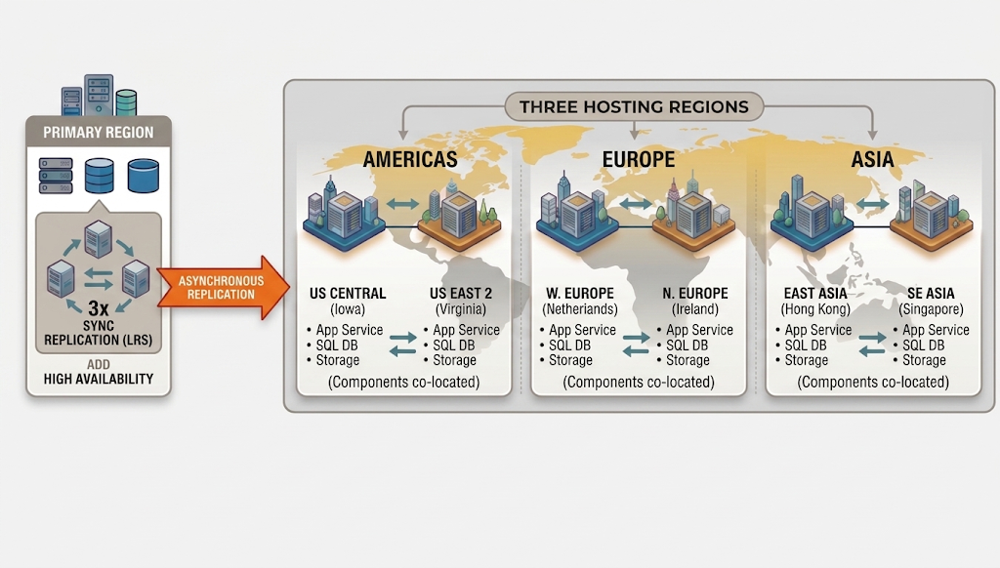 PRIMARY REGION
3x
SYNC
REPLICATION (LRS)
ADD
HIGH AVAILABILITY
ASYNCHRONOUS
REPLICATION
THREE HOSTING REGIONS
AMERICAS
US CENTRAL
(Iowa)
• App Service
• SQL DB
• Storage
US EAST 2
(Virginia)
• App Service
• SQL DB
• Storage
(Components co-located)
EUROPE
W. EUROPE
(Netherlands)
• App Service
• SQL DB
• Storage
N. EUROPE
(Ireland)
• App Service
• SQL DB
• Storage
(Components co-located)
ASIA
EAST ASIA
(Hong Kong)
• App Service
• SQL DB
• Storage
SE ASIA
(Singapore)
• App Service
• SQL DB
• Storage
(Components co-located)